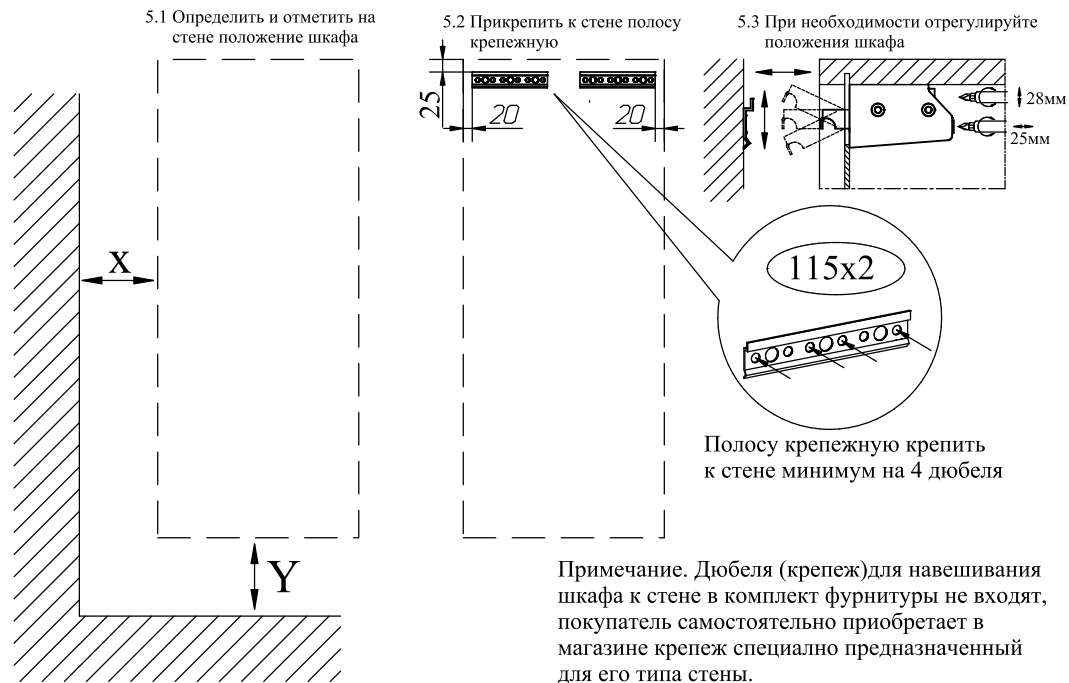 5.1 Определить и отметить на
стене положение шкафа
X
Y
5.2 Прикрепить к стене полосу
крепежную
25
20
20
5.3 При необходимости отрегулируйте
положения шкафа
28мм
25мм
115x2
Полосу крепежную крепить
к стене минимум на 4 дюбеля
Примечание. Дюбеля (крепеж)для навешивания
шкафа к стене в комплект фурнитуры не входят,
покупатель самостоятельно приобретает в
магазине крепеж специално предназначенный
для его типа стены.